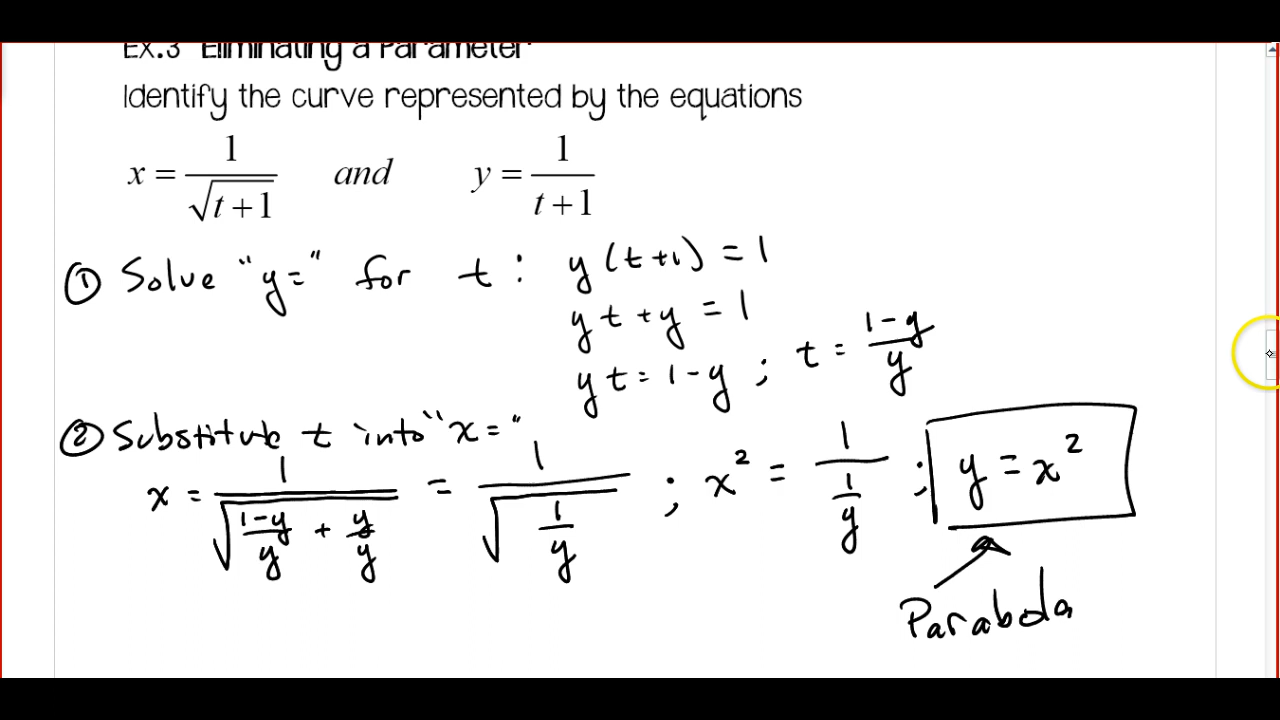 Ex.3 Eliminating a Parameter
Identify the curve represented by the equations
x = 1/√(t+1) and y = 1/(t+1)
① Solve "y=" for t : y(t+1) = 1
yt + y = 1
yt = 1-y ; t = (1-y)/y
② Substitute t into "x="
x = 1/√((1-y)/y + y/y) = 1/√(1/y) ; x² = 1/(1/y) ; y = x²
Parabola